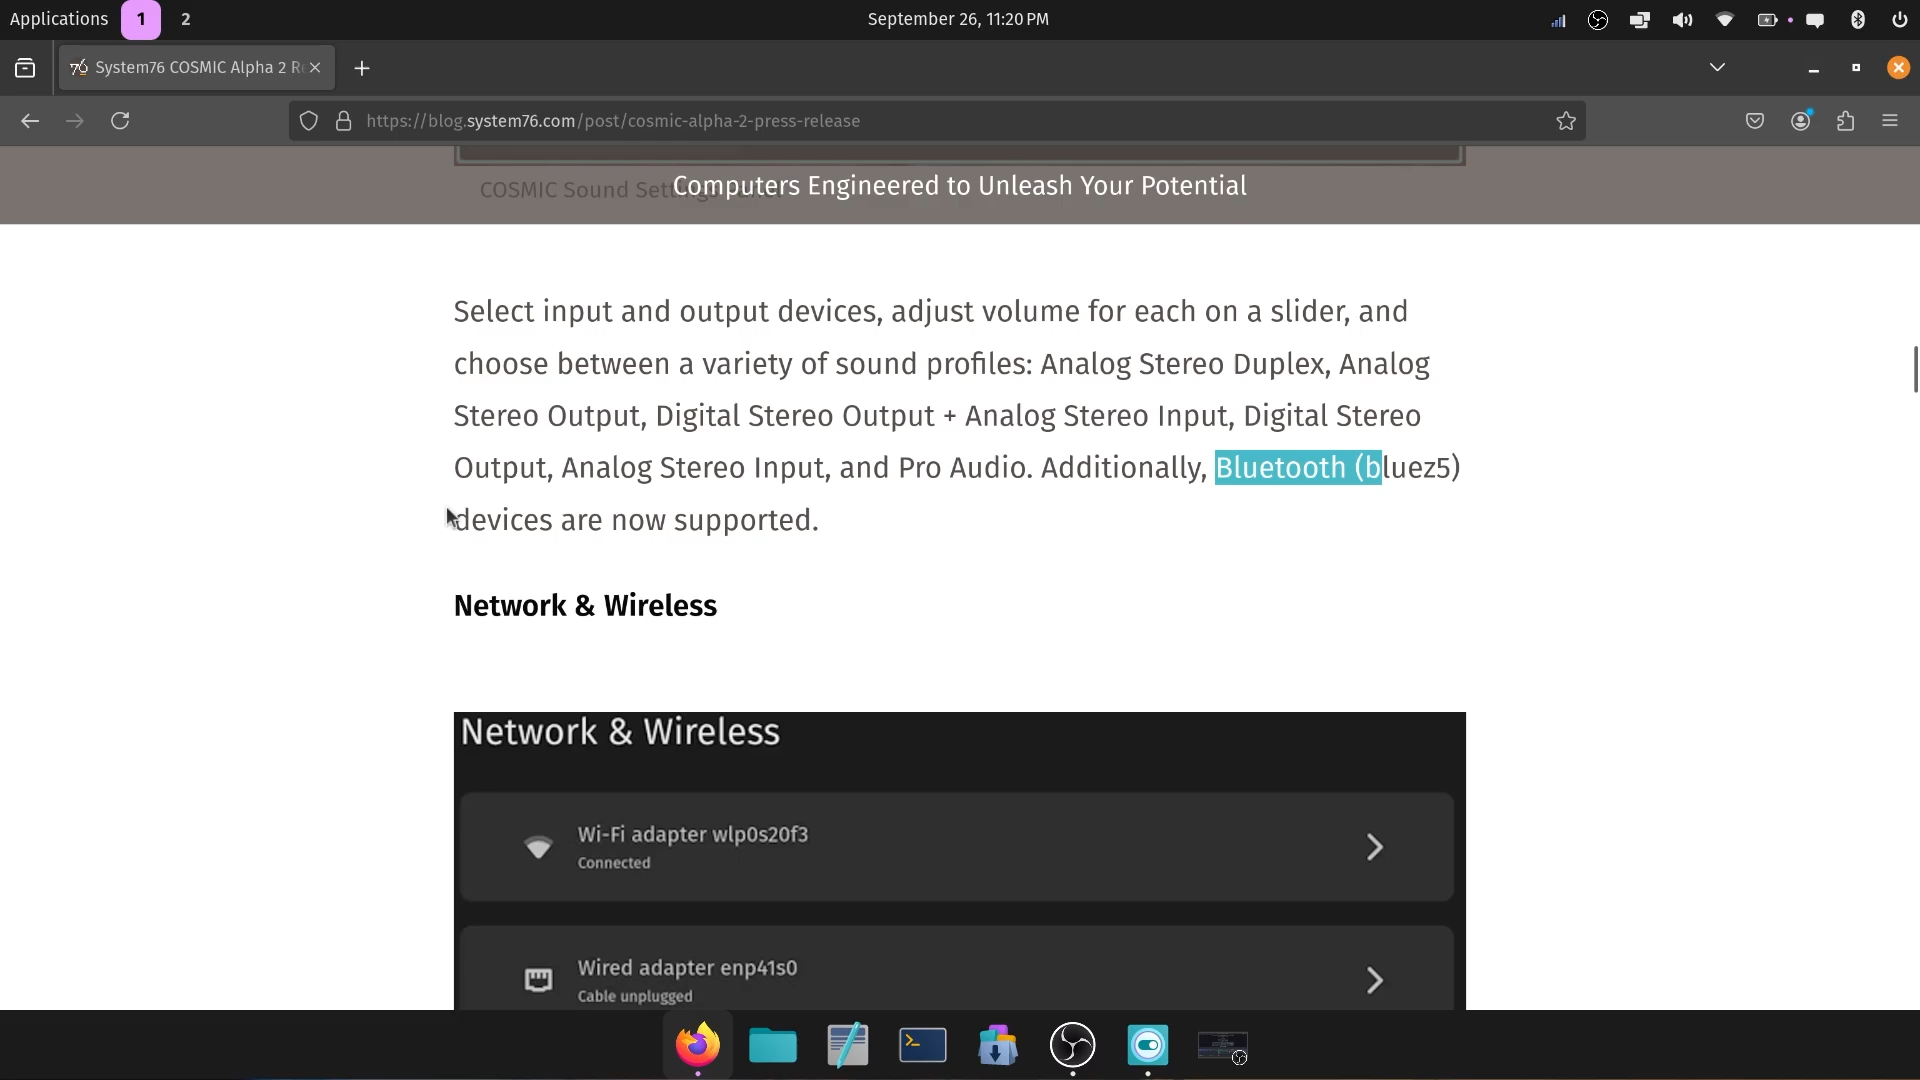 Applications 1 2 September 26, 11:20 PM
System76 COSMIC Alpha 2 Re
https://blog.system76.com/post/cosmic-alpha-2-press-release
COSMIC Sound Settings Panel
Computers Engineered to Unleash Your Potential
Select input and output devices, adjust volume for each on a slider, and
choose between a variety of sound profiles: Analog Stereo Duplex, Analog
Stereo Output, Digital Stereo Output + Analog Stereo Input, Digital Stereo
Output, Analog Stereo Input, and Pro Audio. Additionally, Bluetooth (bluez5)
devices are now supported.
Network & Wireless
Network & Wireless
Wi-Fi adapter wlp0s20f3
Connected
Wired adapter enp41s0
Cable unplugged